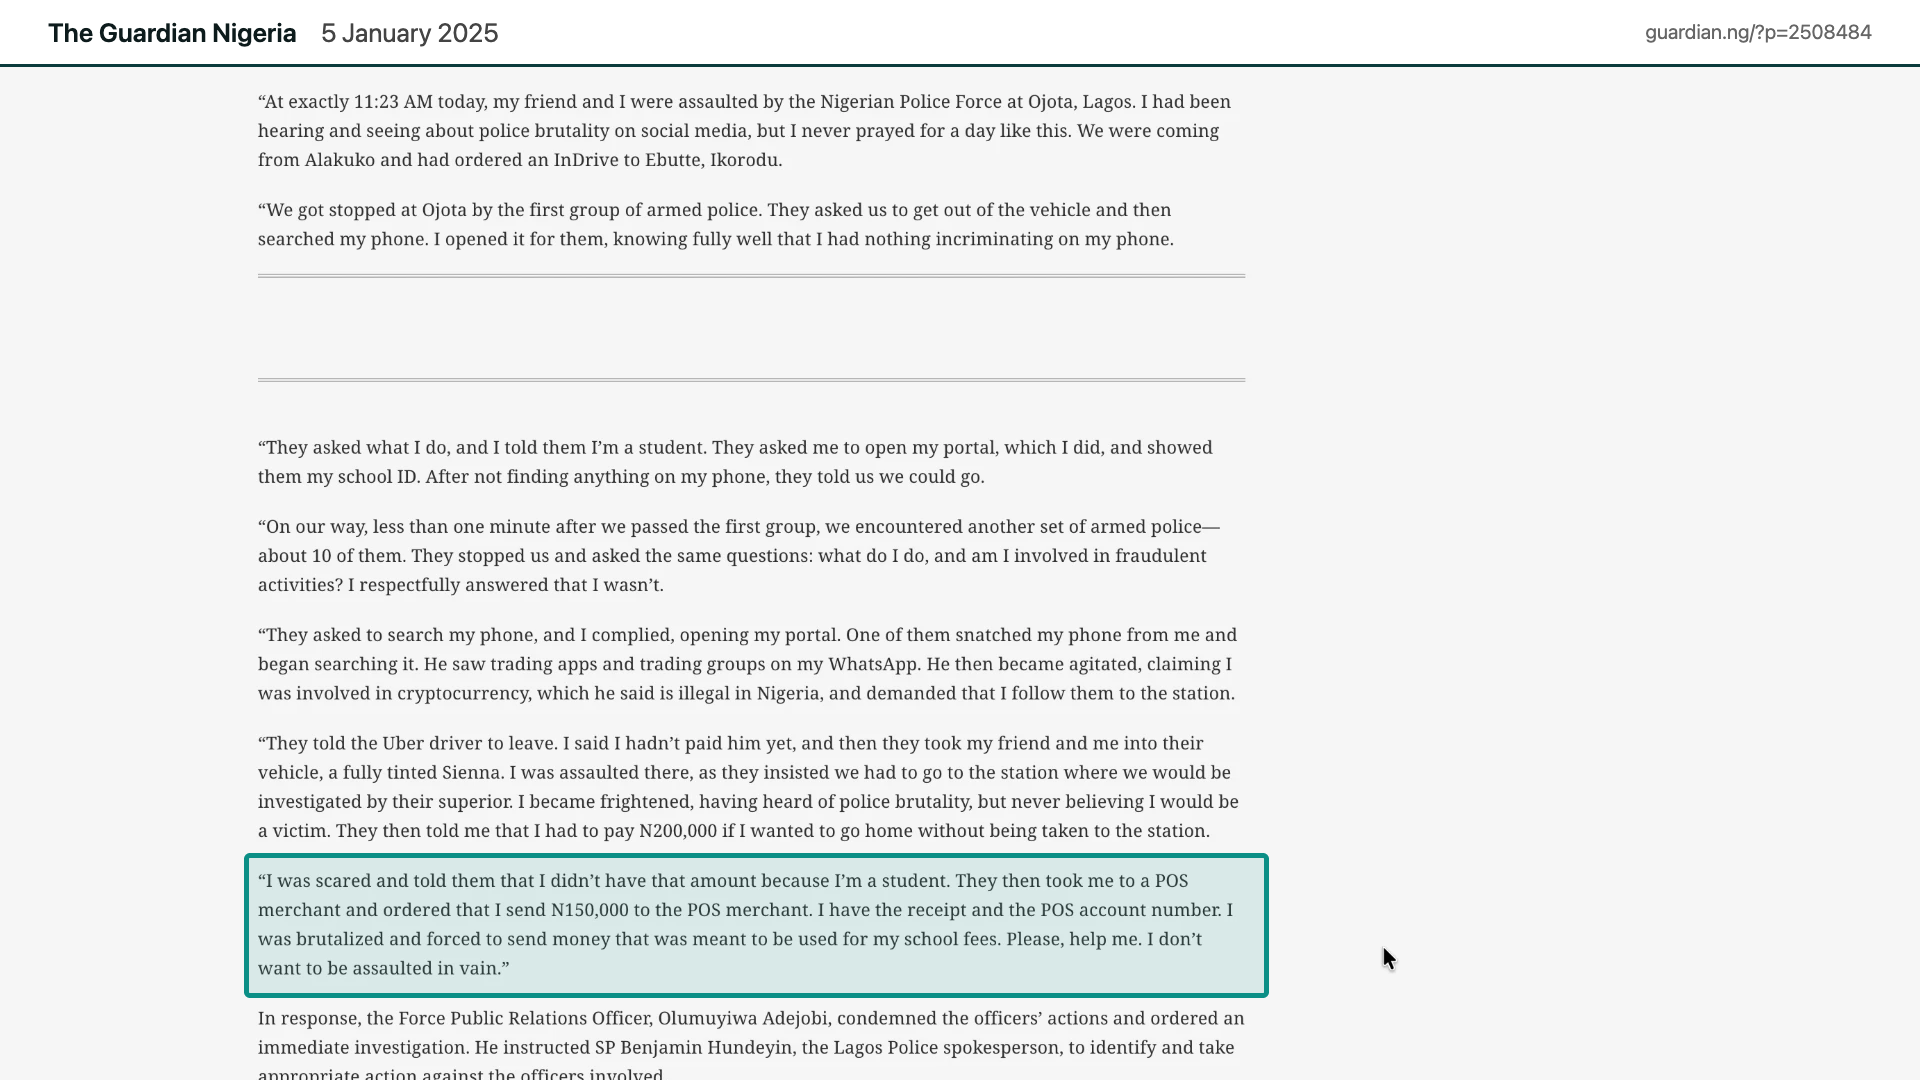 The Guardian Nigeria 5 January 2025 guardian.ng/?p=2508484
“At exactly 11:23 AM today, my friend and I were assaulted by the Nigerian Police Force at Ojota, Lagos. I had been
hearing and seeing about police brutality on social media, but I never prayed for a day like this. We were coming
from Alakuko and had ordered an InDrive to Ebutte, Ikorodu.
“We got stopped at Ojota by the first group of armed police. They asked us to get out of the vehicle and then
searched my phone. I opened it for them, knowing fully well that I had nothing incriminating on my phone.
“They asked what I do, and I told them I’m a student. They asked me to open my portal, which I did, and showed
them my school ID. After not finding anything on my phone, they told us we could go.
“On our way, less than one minute after we passed the first group, we encountered another set of armed police—
about 10 of them. They stopped us and asked the same questions: what do I do, and am I involved in fraudulent
activities? I respectfully answered that I wasn’t.
“They asked to search my phone, and I complied, opening my portal. One of them snatched my phone from me and
began searching it. He saw trading apps and trading groups on my WhatsApp. He then became agitated, claiming I
was involved in cryptocurrency, which he said is illegal in Nigeria, and demanded that I follow them to the station.
“They told the Uber driver to leave. I said I hadn’t paid him yet, and then they took my friend and me into their
vehicle, a fully tinted Sienna. I was assaulted there, as they insisted we had to go to the station where we would be
investigated by their superior. I became frightened, having heard of police brutality, but never believing I would be
a victim. They then told me that I had to pay N200,000 if I wanted to go home without being taken to the station.
“I was scared and told them that I didn’t have that amount because I’m a student. They then took me to a POS
merchant and ordered that I send N150,000 to the POS merchant. I have the receipt and the POS account number. I
was brutalized and forced to send money that was meant to be used for my school fees. Please, help me. I don’t
want to be assaulted in vain.”
In response, the Force Public Relations Officer, Olumuyiwa Adejobi, condemned the officers’ actions and ordered an
immediate investigation. He instructed SP Benjamin Hundeyin, the Lagos Police spokesperson, to identify and take
appropriate action against the officers involved.